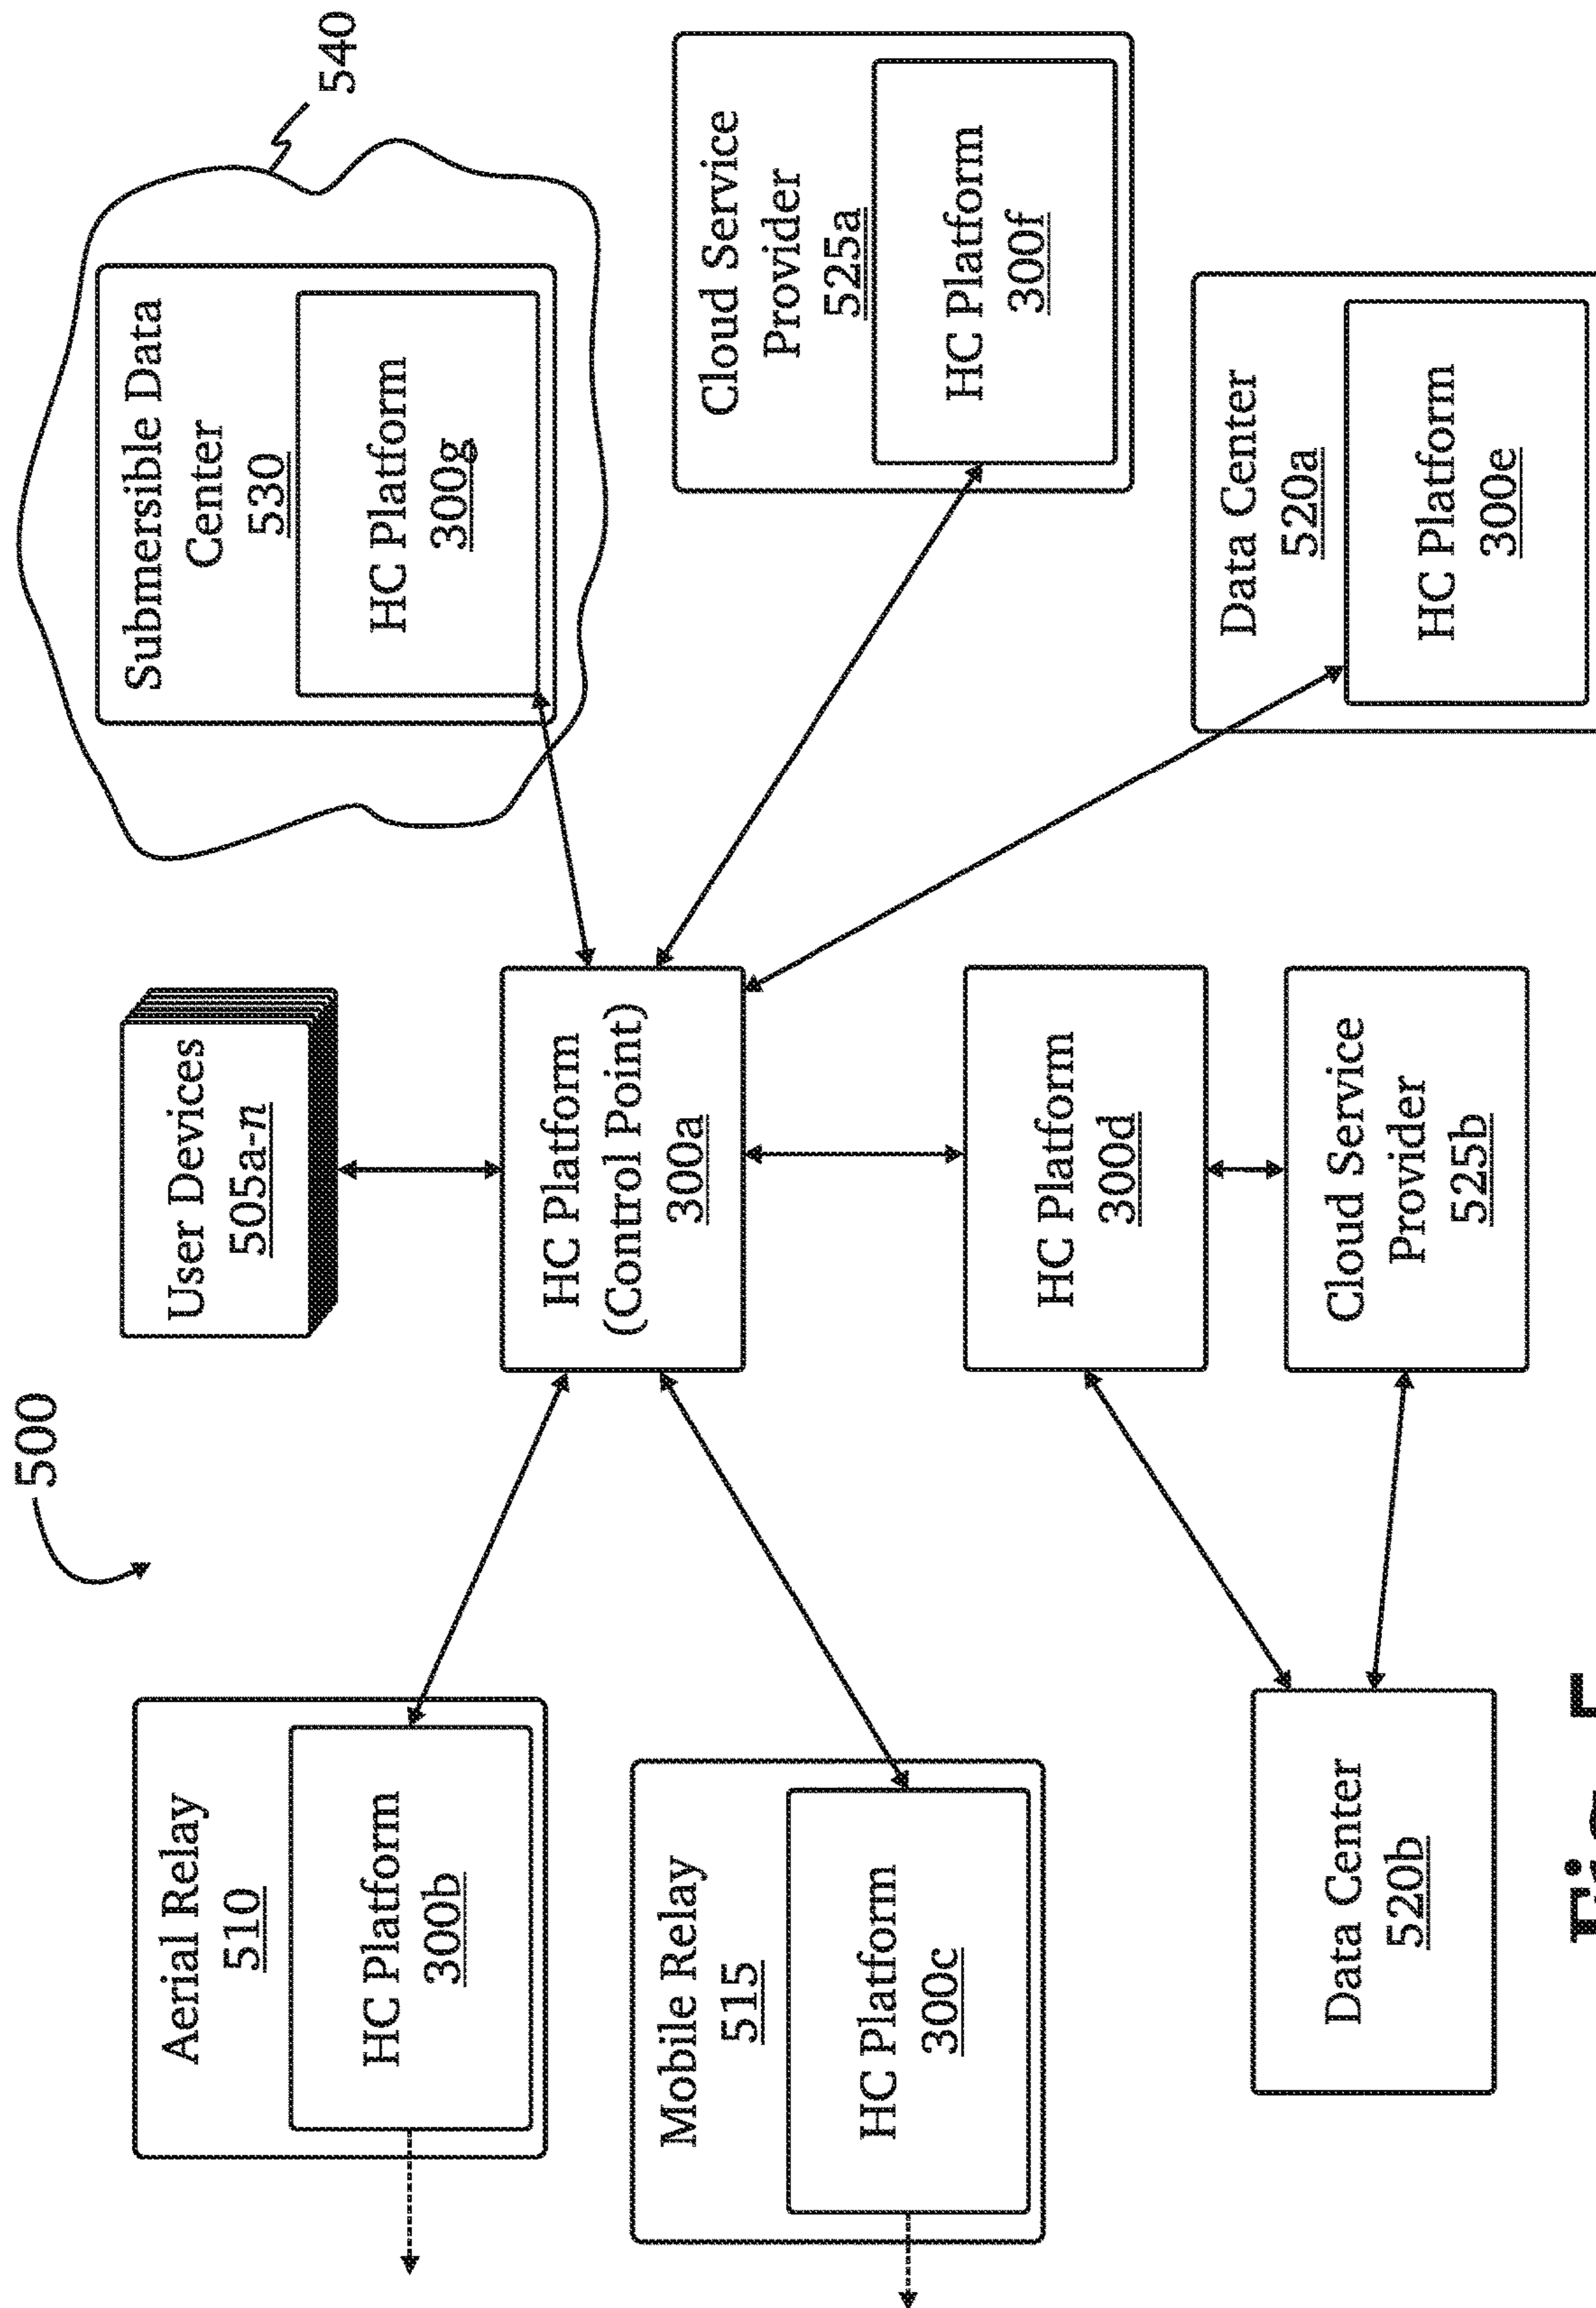 500
540
Aerial Relay
510
HC Platform
300b
User Devices
505a-n
Submersible Data
Center
530
HC Platform
300g
HC Platform
(Control Point)
300a
Mobile Relay
515
HC Platform
300c
Cloud Service
Provider
525a
HC Platform
300f
HC Platform
300d
Data Center
520a
HC Platform
300e
Data Center
520b
Cloud Service
Provider
525b